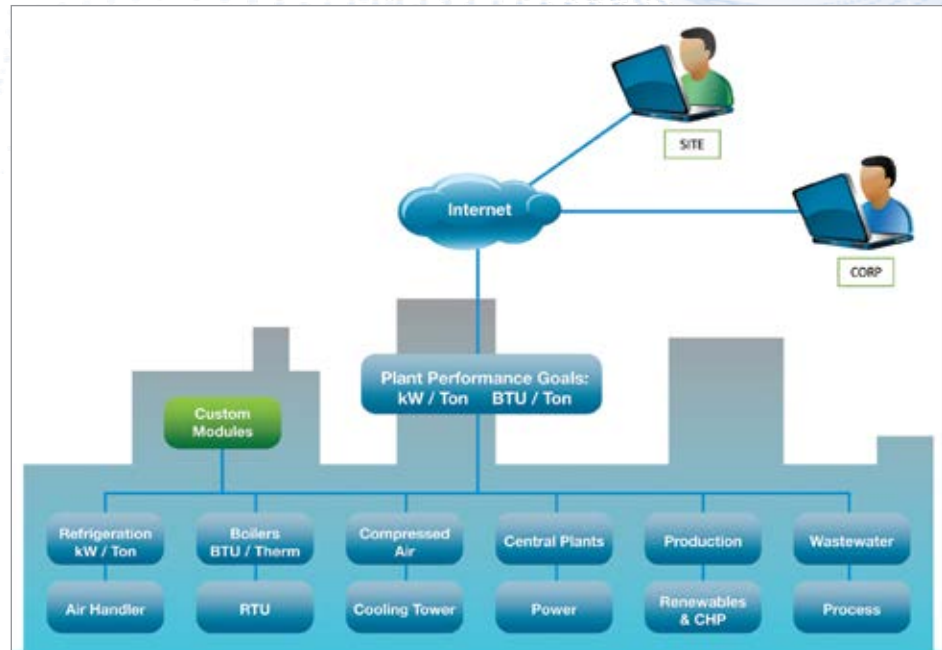 SITE
Internet
CORP
Plant Performance Goals:
kW / Ton BTU / Ton
Custom
Modules
Refrigeration
kW / Ton
Boilers
BTU / Therm
Compressed
Air
Central Plants
Production
Wastewater
Air Handler
RTU
Cooling Tower
Power
Renewables
& CHP
Process